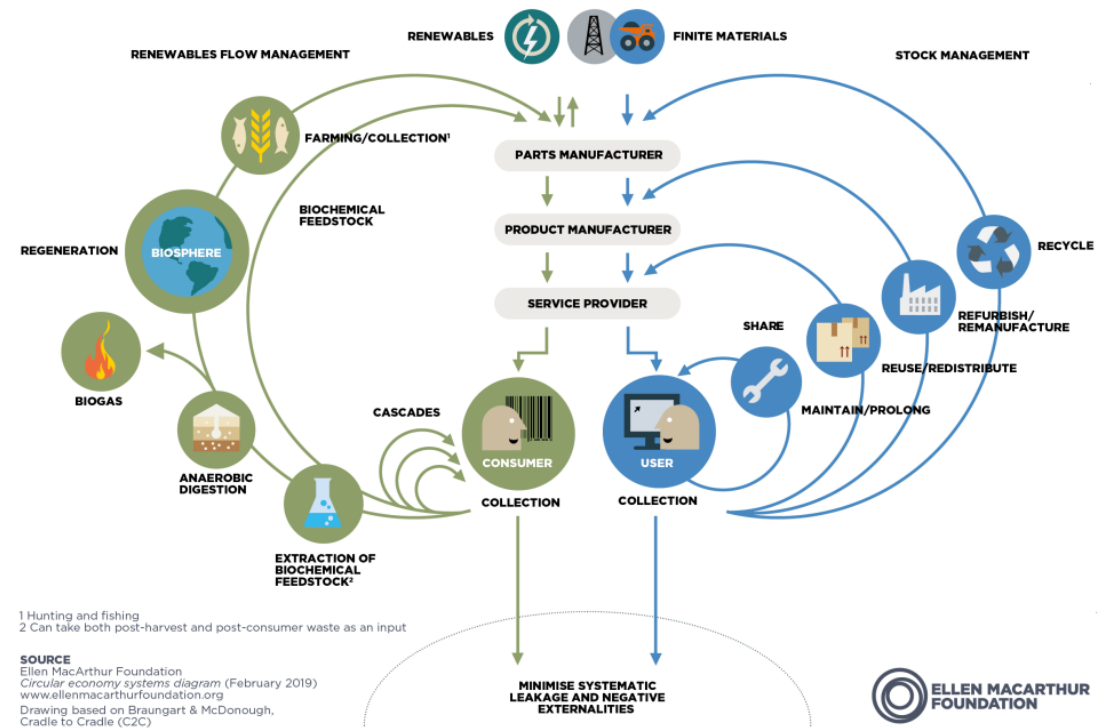 RENEWABLES
FINITE MATERIALS
RENEWABLES FLOW MANAGEMENT
STOCK MANAGEMENT
FARMING/COLLECTION¹
PARTS MANUFACTURER
BIOCHEMICAL
FEEDSTOCK
PRODUCT MANUFACTURER
REGENERATION
BIOSPHERE
RECYCLE
SERVICE PROVIDER
REFURBISH/
REMANUFACTURE
SHARE
REUSE/REDISTRIBUTE
BIOGAS
MAINTAIN/PROLONG
CASCADES
CONSUMER
USER
ANAEROBIC
DIGESTION
COLLECTION
COLLECTION
EXTRACTION OF
BIOCHEMICAL
FEEDSTOCK²
1 Hunting and fishing
2 Can take both post-harvest and post-consumer waste as an input
SOURCE
Ellen MacArthur Foundation
Circular economy systems diagram (February 2019)
www.ellenmacarthurfoundation.org
Drawing based on Braungart & McDonough,
Cradle to Cradle (C2C)
MINIMISE SYSTEMATIC
LEAKAGE AND NEGATIVE
EXTERNALITIES
ELLEN MACARTHUR
FOUNDATION